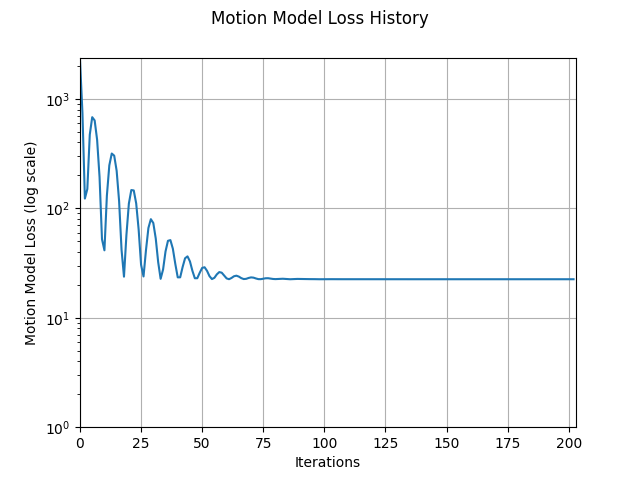 Motion Model Loss History
Motion Model Loss (log scale)
10³
10²
10¹
10⁰
0 25 50 75 100 125 150 175 200
Iterations